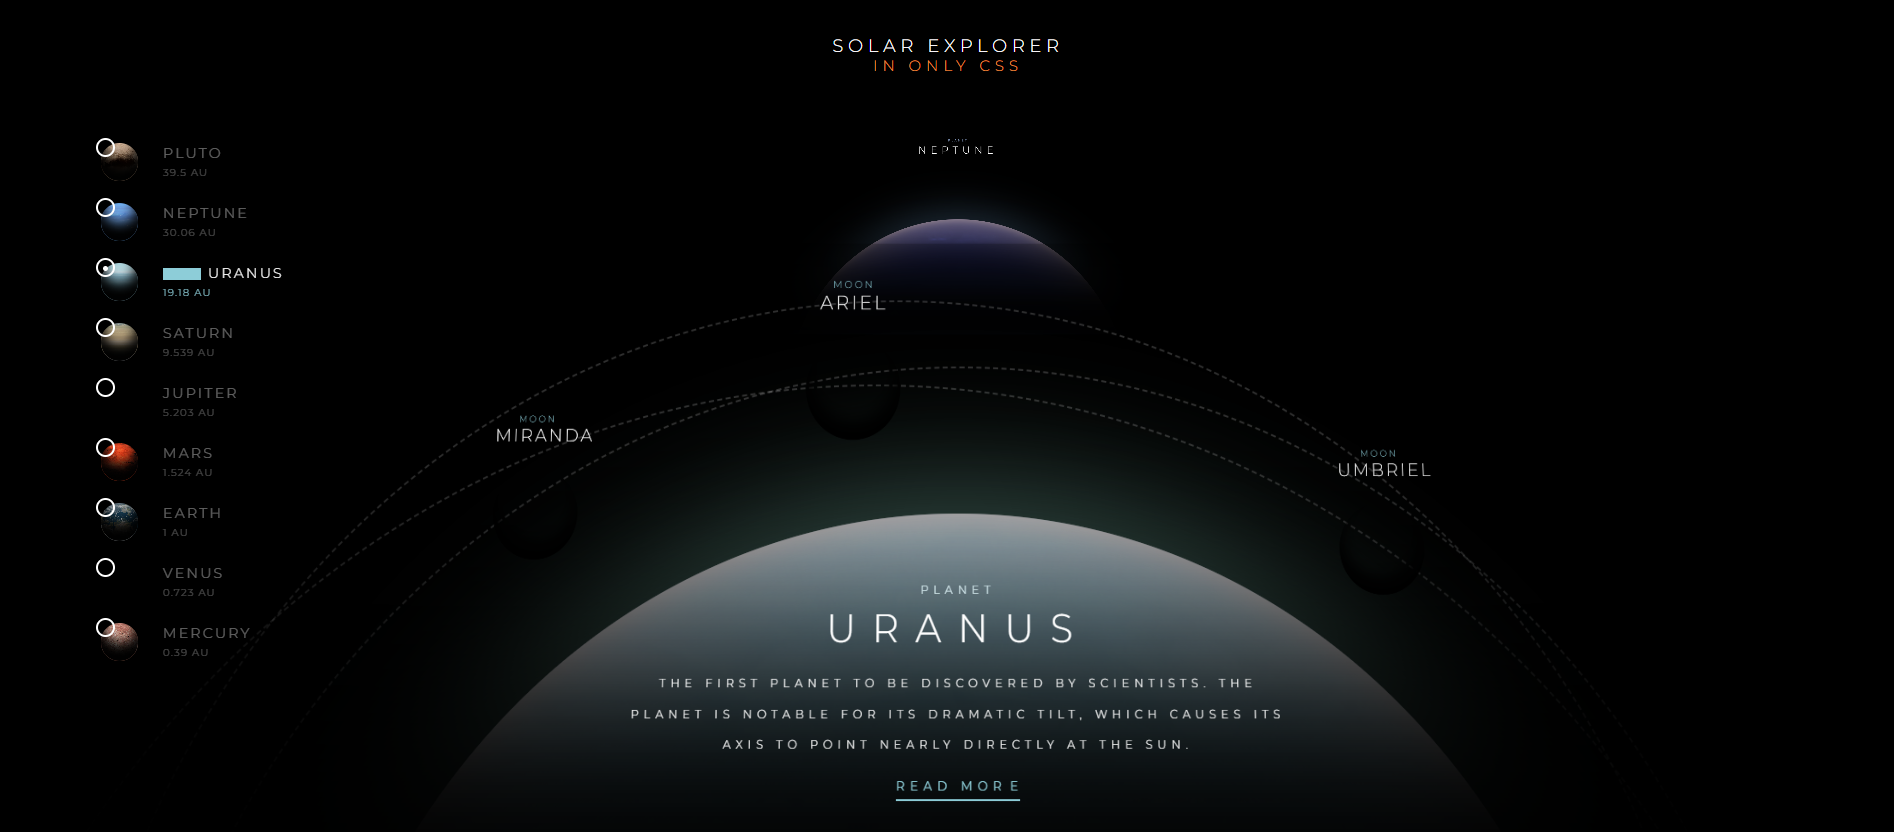 SOLAR EXPLORER
IN ONLY CSS
PLUTO
39.5 AU
NEPTUNE
30.06 AU
URANUS
19.18 AU
SATURN
9.539 AU
JUPITER
5.203 AU
MARS
1.524 AU
EARTH
1 AU
VENUS
0.723 AU
MERCURY
0.39 AU
NEPTUNE
MOON
ARIEL
MOON
MIRANDA
MOON
UMBRIEL
PLANET
URANUS
THE FIRST PLANET TO BE DISCOVERED BY SCIENTISTS. THE
PLANET IS NOTABLE FOR ITS DRAMATIC TILT, WHICH CAUSES ITS
AXIS TO POINT NEARLY DIRECTLY AT THE SUN.
READ MORE